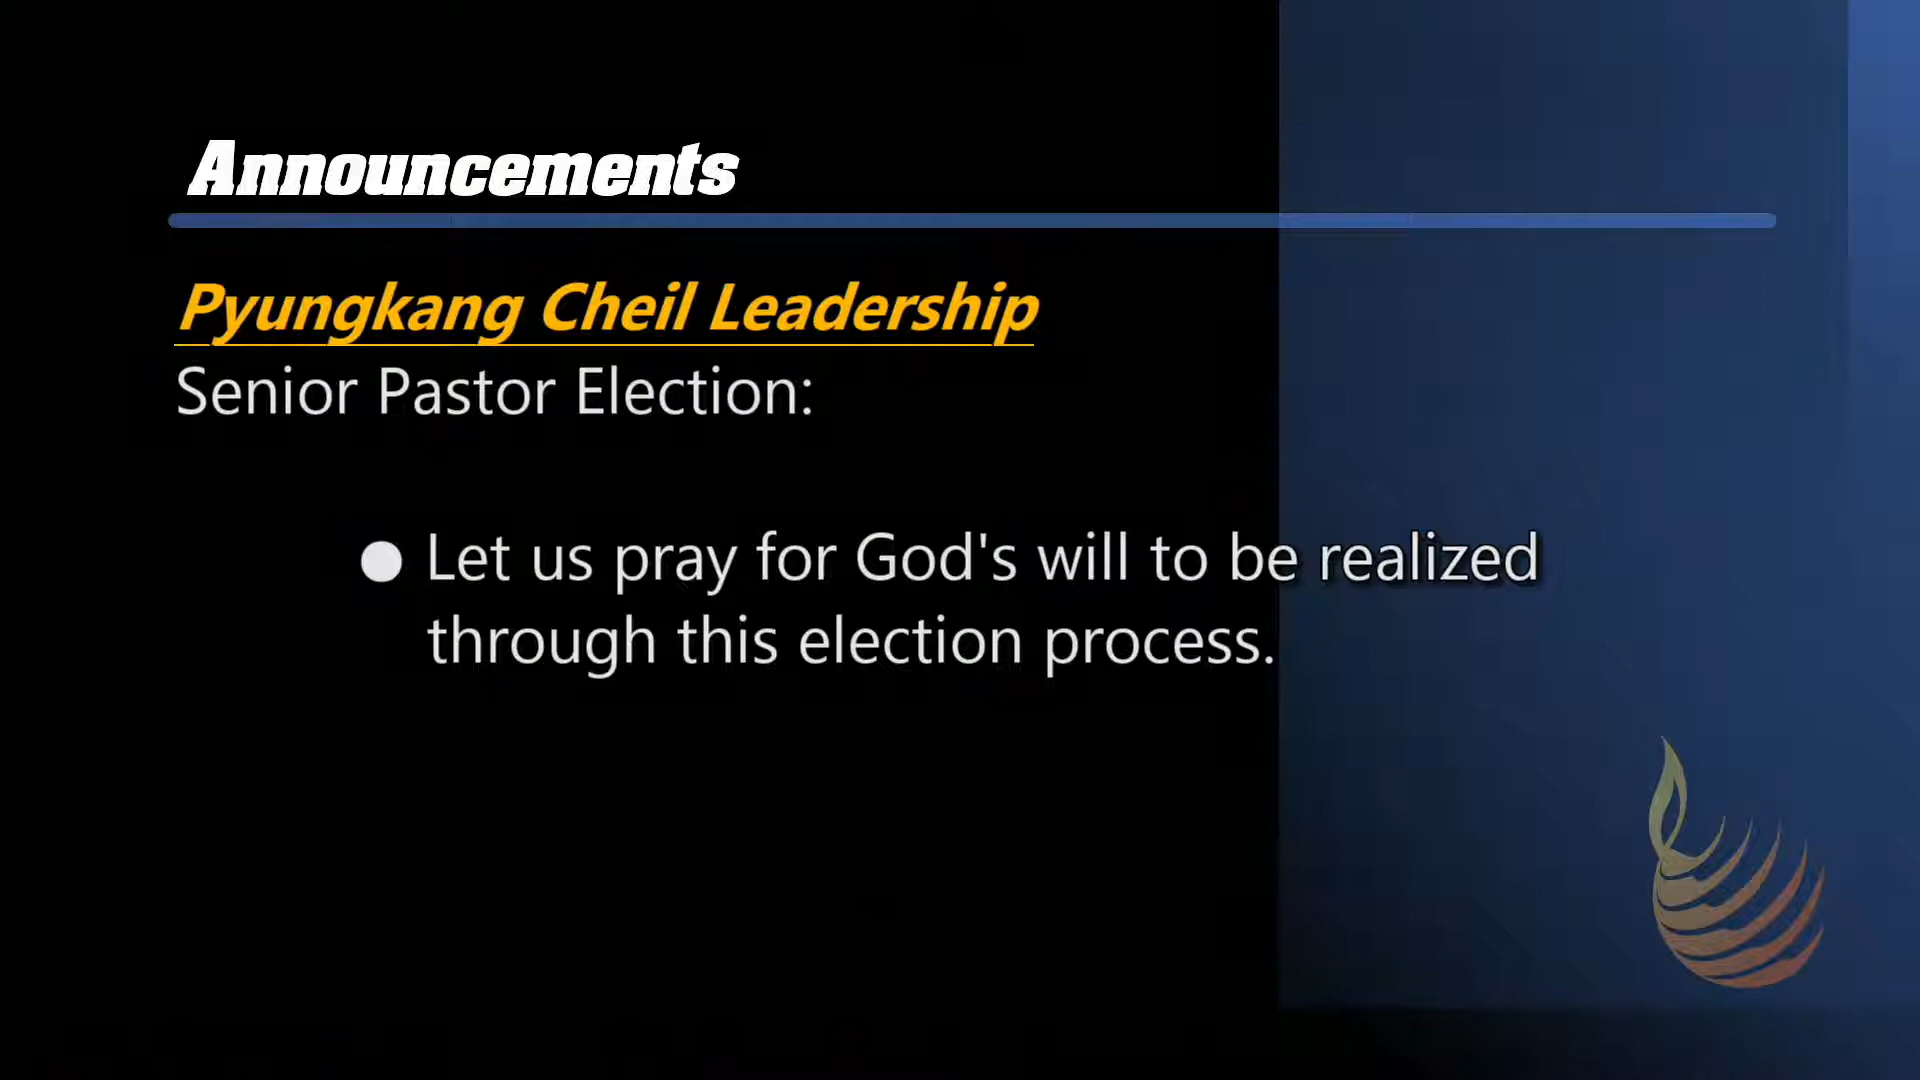 Announcements
Pyungkang Cheil Leadership
Senior Pastor Election:
● Let us pray for God's will to be realized
through this election process.